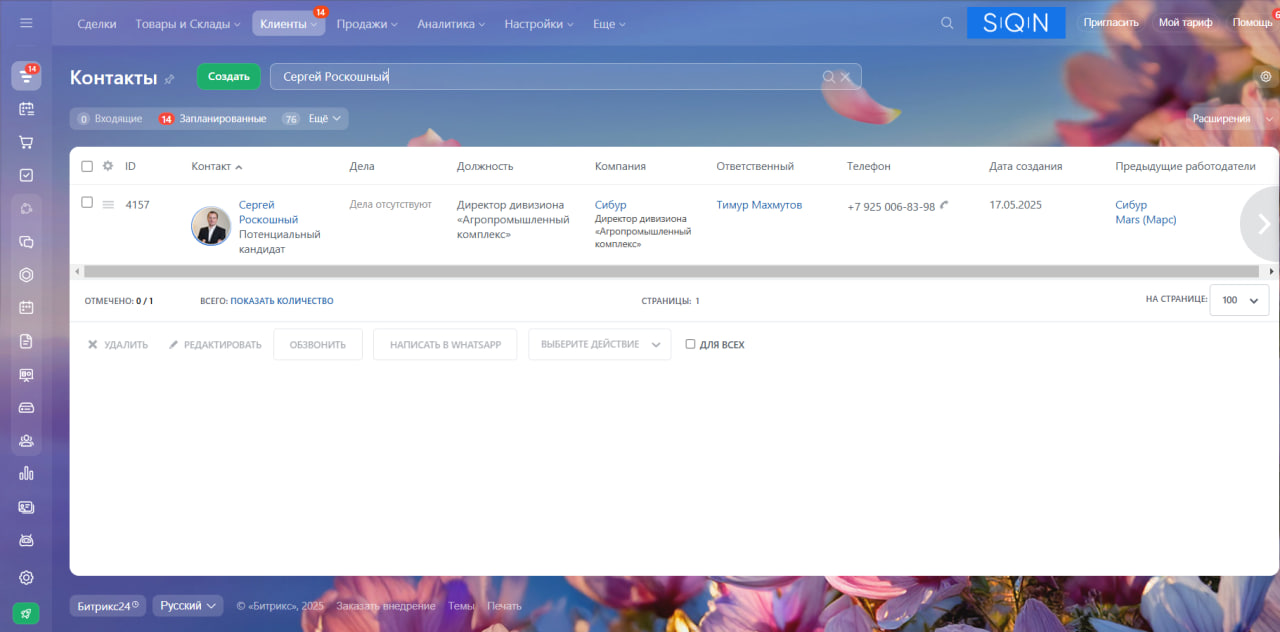 Сделки
Товары и Склады
Клиенты
14
Продажи
Аналитика
Настройки
Еще
SIQIN
Пригласить
Мой тариф
Помощь
6
14
Контакты
Создать
Сергей Роскошный
0 Входящие
14 Запланированные
76 Ещё
Расширения
ID
Контакт
Дела
Должность
Компания
Ответственный
Телефон
Дата создания
Предыдущие работодатели
4157
Сергей
Роскошный
Потенциальный
кандидат
Дела отсутствуют
Директор дивизиона
«Агропромышленный
комплекс»
Сибур
Директор дивизиона
«Агропромышленный
комплекс»
Тимур Махмутов
+7 925 006-83-98
17.05.2025
Сибур
Mars (Марс)
ОТМЕЧЕНО: 0 / 1
ВСЕГО: ПОКАЗАТЬ КОЛИЧЕСТВО
СТРАНИЦЫ: 1
НА СТРАНИЦЕ:
100
УДАЛИТЬ
РЕДАКТИРОВАТЬ
ОБЗВОНИТЬ
НАПИСАТЬ В WHATSAPP
ВЫБЕРИТЕ ДЕЙСТВИЕ
ДЛЯ ВСЕХ
Битрикс24
Русский
© «Битрикс», 2025
Заказать внедрение
Темы
Печать